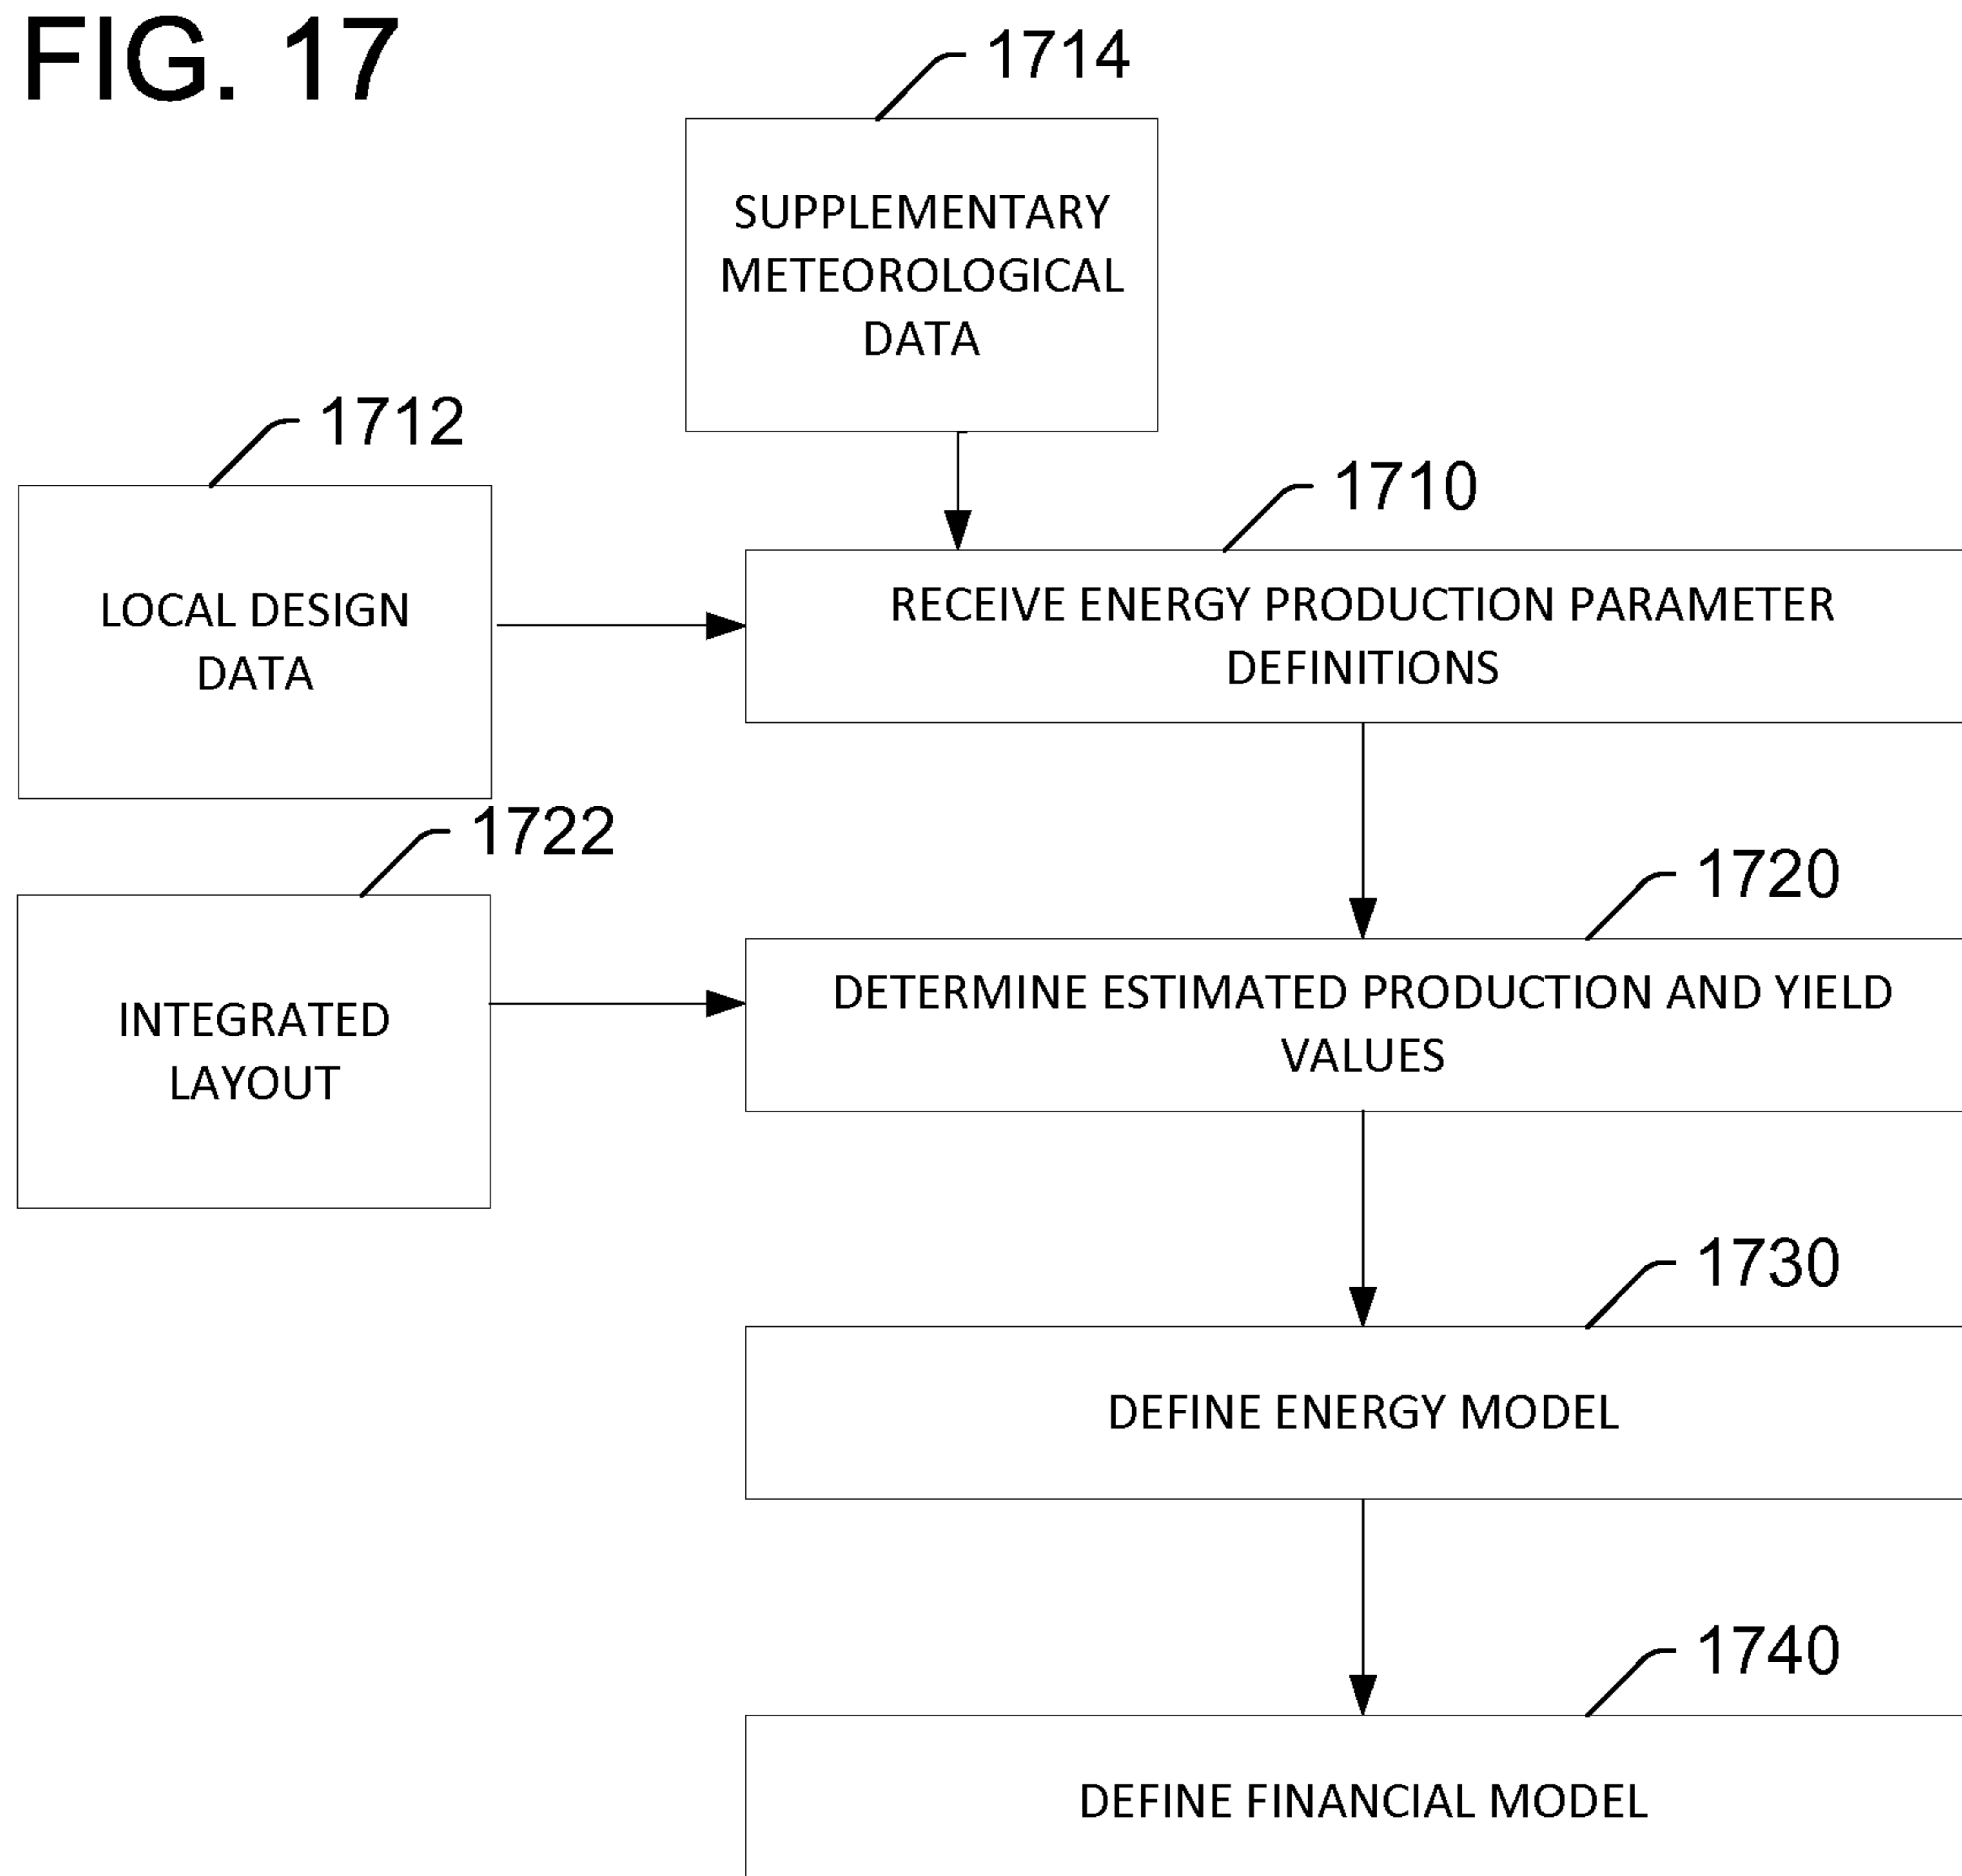 FIG. 17
1714
SUPPLEMENTARY
METEOROLOGICAL
DATA
1712
LOCAL DESIGN
DATA
1710
RECEIVE ENERGY PRODUCTION PARAMETER
DEFINITIONS
1722
INTEGRATED
LAYOUT
1720
DETERMINE ESTIMATED PRODUCTION AND YIELD
VALUES
1730
DEFINE ENERGY MODEL
1740
DEFINE FINANCIAL MODEL